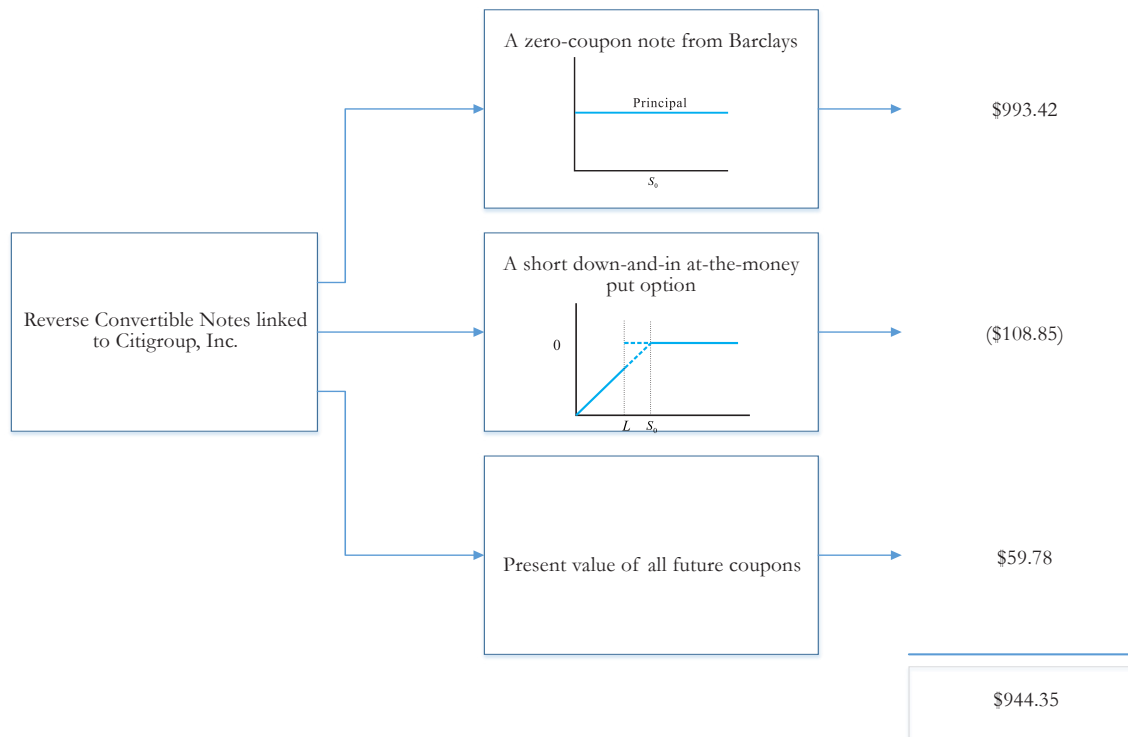 A zero-coupon note from Barclays
Principal
S₀
$993.42
Reverse Convertible Notes linked
to Citigroup, Inc.
A short down-and-in at-the-money
put option
0
L S₀
($108.85)
Present value of all future coupons
$59.78
$944.35